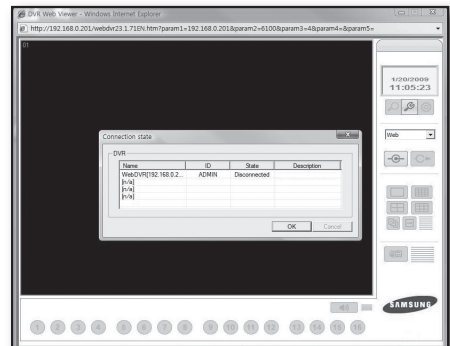 DVR Web Viewer - Windows Internet Explorer
http://192.168.0.201/webdvr23.1.71EN.htm?param1=192.168.0.201&param2=6100&param3=4&param4=&param5=
01
1/20/2009
11:05:23
Web
Connection state
DVR
Name ID State Description
WebDVR[192.168.0.2... ADMIN Disconnected
[n/a]
[n/a]
[n/a]
OK Cancel
SAMSUNG
1 2 3 4 5 6 7 8 9 10 11 12 13 14 15 16